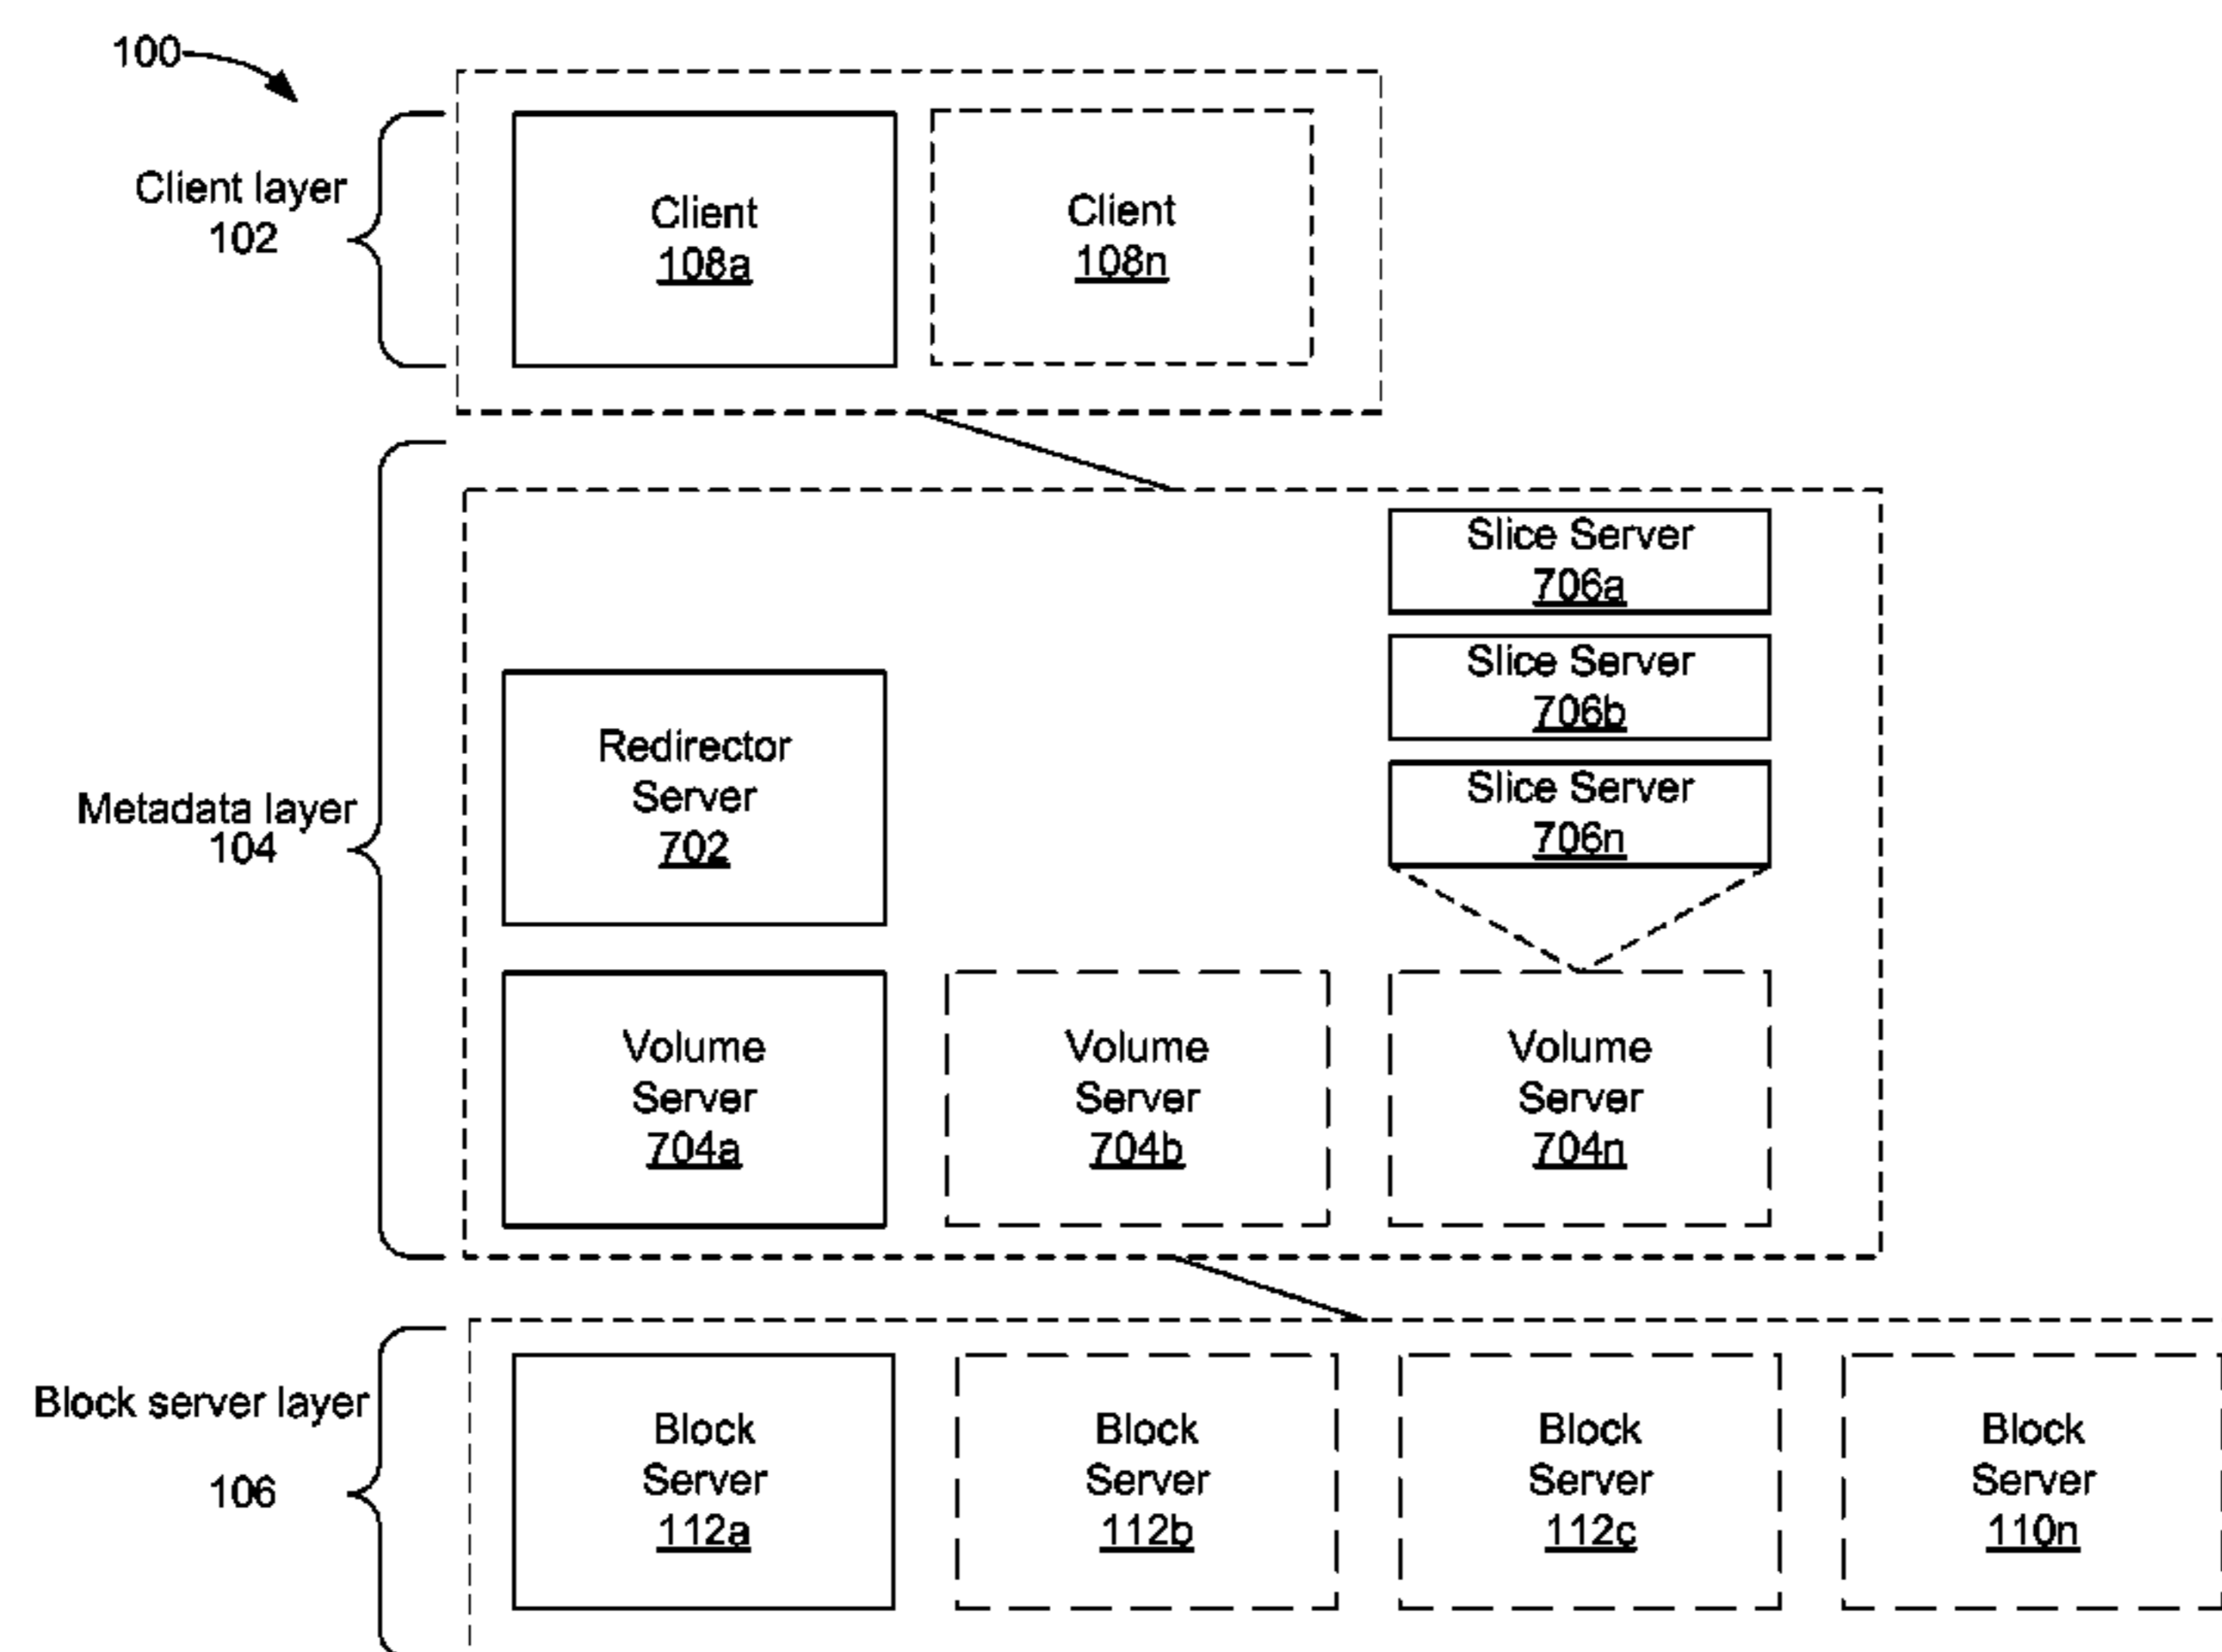 100
Client layer
102
Client
108a
Client
108n
Metadata layer
104
Slice Server
706a
Slice Server
706b
Slice Server
706n
Redirector
Server
702
Volume
Server
704a
Volume
Server
704b
Volume
Server
704n
Block server layer
106
Block
Server
112a
Block
Server
112b
Block
Server
112c
Block
Server
110n